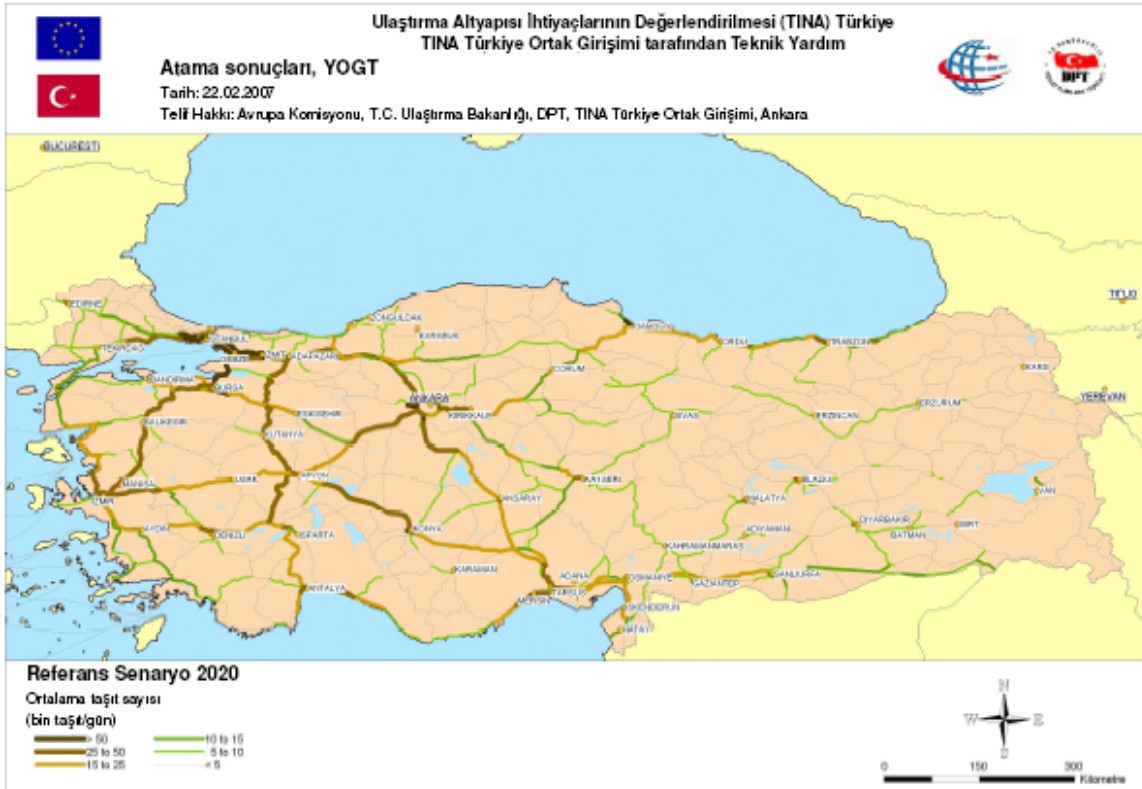 Ulaştırma Altyapısı İhtiyaçlarının Değerlendirilmesi (TINA) Türkiye
TINA Türkiye Ortak Girişimi tarafından Teknik Yardım
Atama sonuçları, YOGT
Tarih: 22.02.2007
Telif Hakkı: Avrupa Komisyonu, T.C. Ulaştırma Bakanlığı, DPT, TINA Türkiye Ortak Girişimi, Ankara
DPT
BUCURESTI
EDIRNE
ZONGULDAK
ISTANBUL
KARABUK
TEKIRDAG
IZMIT
ADAPAZARI
ORDU
TRABZON
KARS
BANDIRMA
BURSA
CORUM
YEREVAN
ANKARA
ERZURUM
BALIKESIR
ESKISEHIR
KIRIKKALE
SIVAS
ERZINCAN
KUTAHYA
MANISA
USAK
AFYON
KAYSERI
ELAZIG
IZMIR
AKSARAY
MALATYA
VAN
AYDIN
DENIZLI
ISPARTA
KONYA
DIYARBAKIR
SIIRT
ADIYAMAN
BATMAN
KAHRAMANMARAS
KARAMAN
ADANA
OSMANIYE
SANLIURFA
GAZIANTEP
ANTALYA
MERSIN
TARSUS
ISKENDERUN
HATAY
Referans Senaryo 2020
Ortalama taşıt sayısı
(bin taşıt/gün)
> 50
10 to 15
25 to 50
5 to 10
15 to 25
< 5
N
W E
S
0 150 300
Kilometre